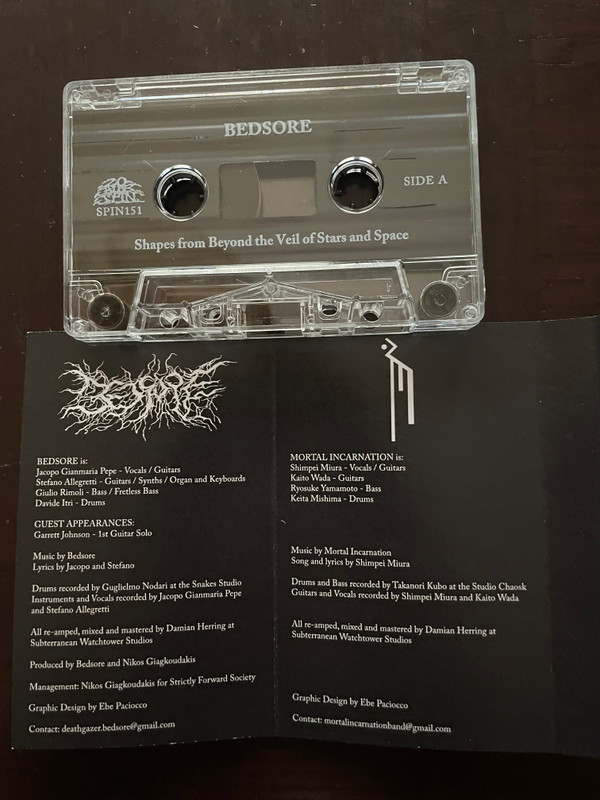 BEDSORE
SIDE A
SPIN151
Shapes from Beyond the Veil of Stars and Space
BEDSORE
BEDSORE is:
Jacopo Gianmaria Pepe - Vocals / Guitars
Stefano Allegretti - Guitars / Synths / Organ and Keyboards
Giulio Rimoli - Bass / Fretless Bass
Davide Itri - Drums
GUEST APPEARANCES:
Garrett Johnson - 1st Guitar Solo
Music by Bedsore
Lyrics by Jacopo and Stefano
Drums recorded by Guglielmo Nodari at the Snakes Studio
Instruments and Vocals recorded by Jacopo Gianmaria Pepe
and Stefano Allegretti
All re-amped, mixed and mastered by Damian Herring at
Subterranean Watchtower Studios
Produced by Bedsore and Nikos Giagkoudakis
Management: Nikos Giagkoudakis for Strictly Forward Society
Graphic Design by Ebe Paciocco
Contact: deathgazer.bedsore@gmail.com
MORTAL INCARNATION is:
Shimpei Miura - Vocals / Guitars
Kaito Wada - Guitars
Ryosuke Yamamoto - Bass
Keita Mishima - Drums
Music by Mortal Incarnation
Song and lyrics by Shimpei Miura
Drums and Bass recorded by Takanori Kubo at the Studio Chaosk
Guitars and Vocals recorded by Shimpei Miura and Kaito Wada
All re-amped, mixed and mastered by Damian Herring at
Subterranean Watchtower Studios
Graphic Design by Ebe Paciocco
Contact: mortalincarnationband@gmail.com